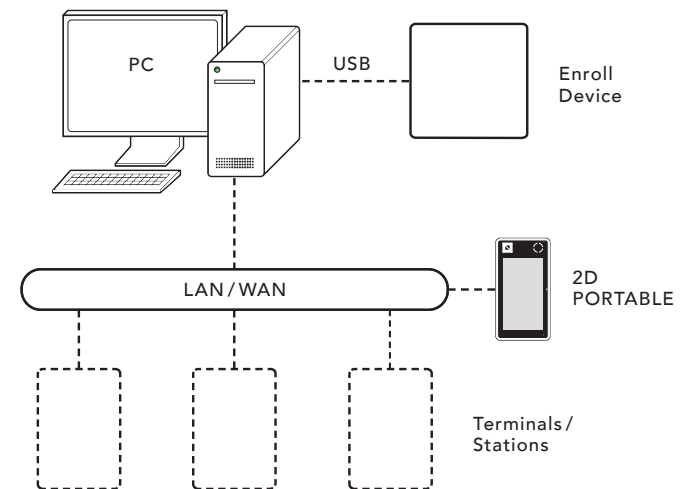 PC
USB
Enroll
Device
LAN/WAN
2D
PORTABLE
Terminals/
Stations